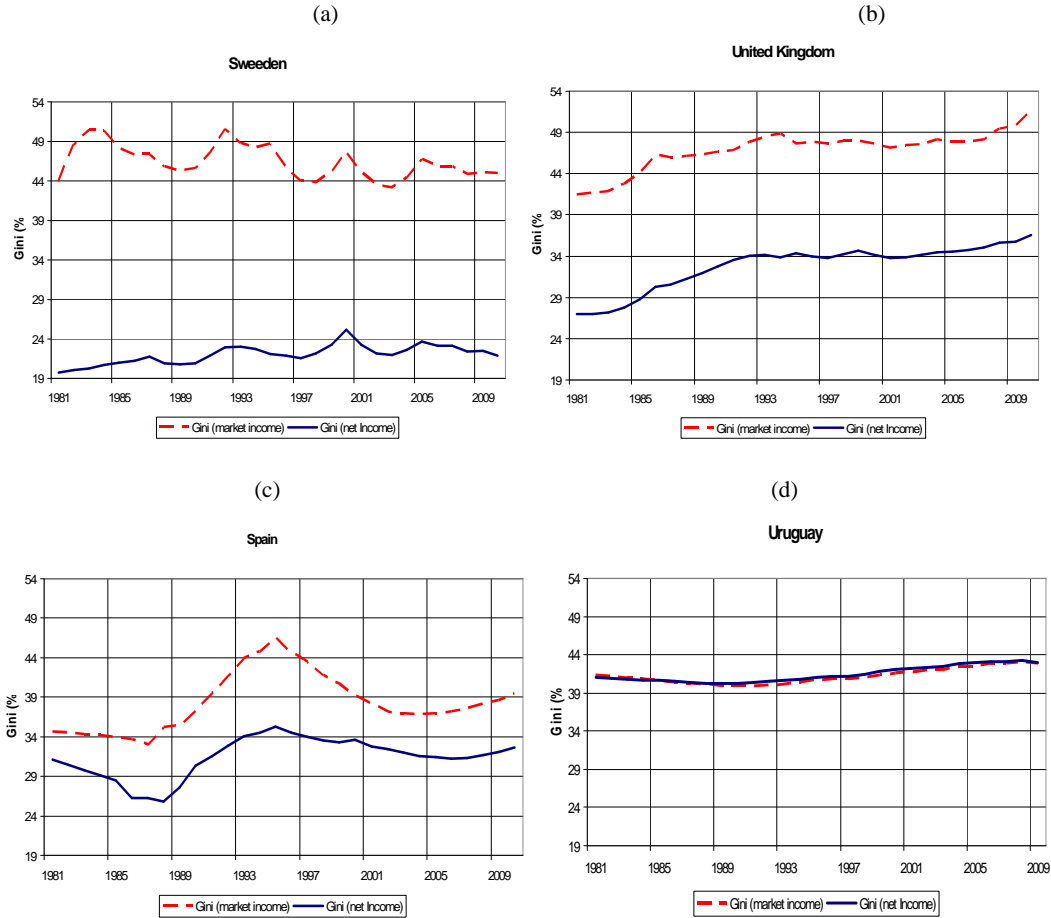 (a)
Sweeden
54
49
44
39
34
29
24
19
Gini (%
1981 1985 1989 1993 1997 2001 2005 2009
Gini (market income) Gini (net Income)
(b)
United Kingdom
54
49
44
39
34
29
24
19
Gini (%
1981 1985 1989 1993 1997 2001 2005 2009
Gini (market income) Gini (net Income)
(c)
Spain
54
49
44
39
34
29
24
19
Gini (%
1981 1985 1989 1993 1997 2001 2005 2009
Gini (market income) Gini (net Income)
(d)
Uruguay
54
49
44
39
34
29
24
19
Gini (%
1981 1985 1989 1993 1997 2001 2005 2009
Gini (market income) Gini (net Income)